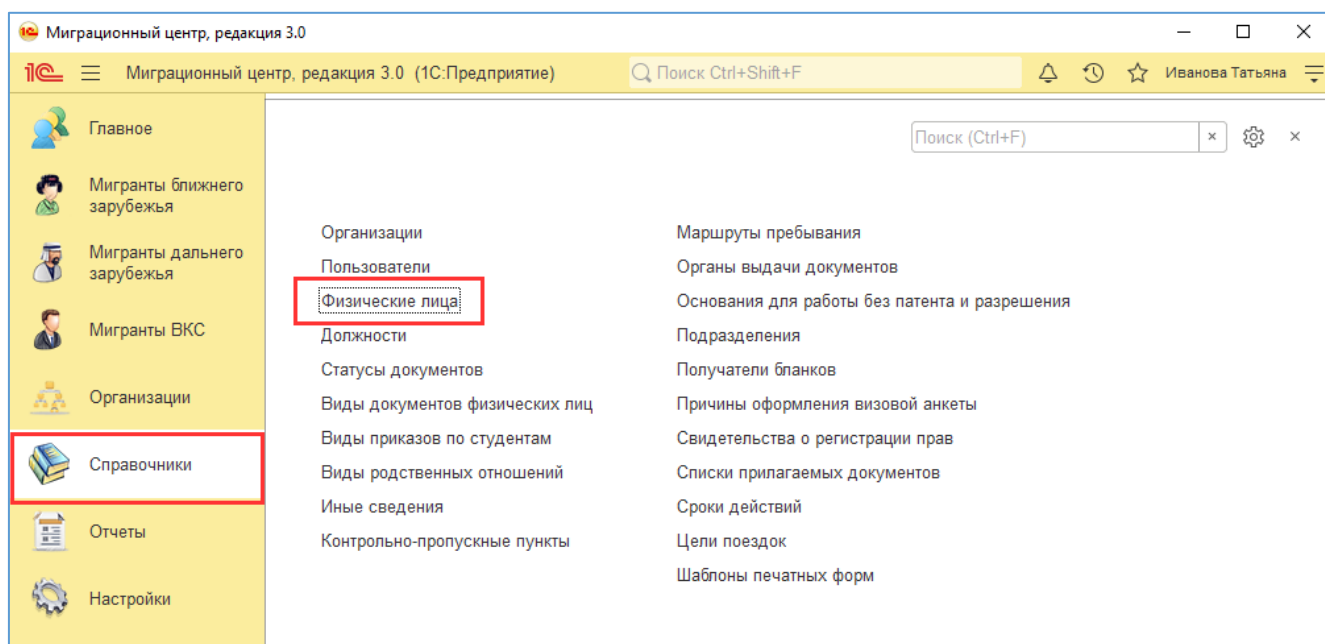 Миграционный центр, редакция 3.0
1С Миграционный центр, редакция 3.0 (1С:Предприятие) Поиск Ctrl+Shift+F Иванова Татьяна
Главное
Мигранты ближнего
зарубежья
Мигранты дальнего
зарубежья
Мигранты ВКС
Организации
Справочники
Отчеты
Настройки
Поиск (Ctrl+F)
Организации
Пользователи
Физические лица
Должности
Статусы документов
Виды документов физических лиц
Виды приказов по студентам
Виды родственных отношений
Иные сведения
Контрольно-пропускные пункты
Маршруты пребывания
Органы выдачи документов
Основания для работы без патента и разрешения
Подразделения
Получатели бланков
Причины оформления визовой анкеты
Свидетельства о регистрации прав
Списки прилагаемых документов
Сроки действий
Цели поездок
Шаблоны печатных форм